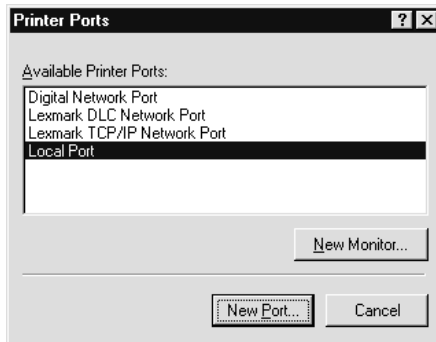 Printer Ports
Available Printer Ports:
Digital Network Port
Lexmark DLC Network Port
Lexmark TCP/IP Network Port
Local Port
New Monitor...
New Port...
Cancel